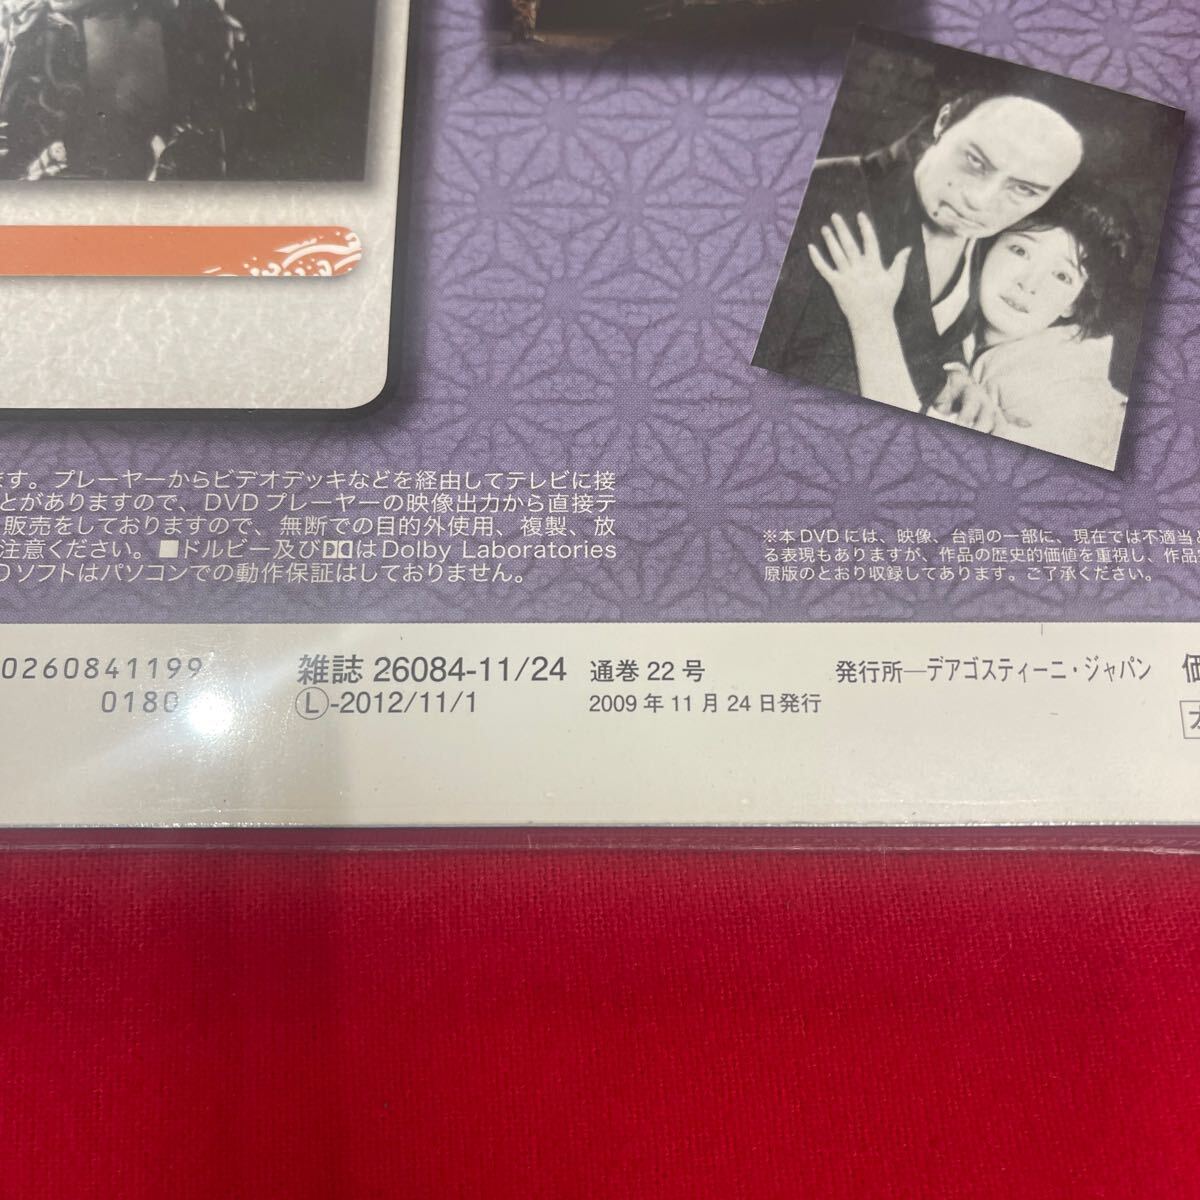 ます。プレーヤーからビデオデッキなどを経由してテレビに接
とがありますので、DVDプレーヤーの映像出力から直接テ
販売をしておりますので、無断での目的外使用、複製、放
注意ください。■ドルビー及びDDはDolby Laboratories
Dソフトはパソコンでの動作保証はしておりません。
※本DVDには、映像、台詞の一部に、現在では不適当と
る表現もありますが、作品の歴史的価値を重視し、作品
原版のとおり収録してあります。ご了承ください。
0260841199
0180
雑誌 26084-11/24
Ⓛ-2012/11/1
通巻 22 号
2009 年 11 月 24 日発行
発行所―デアゴスティーニ・ジャパン
価